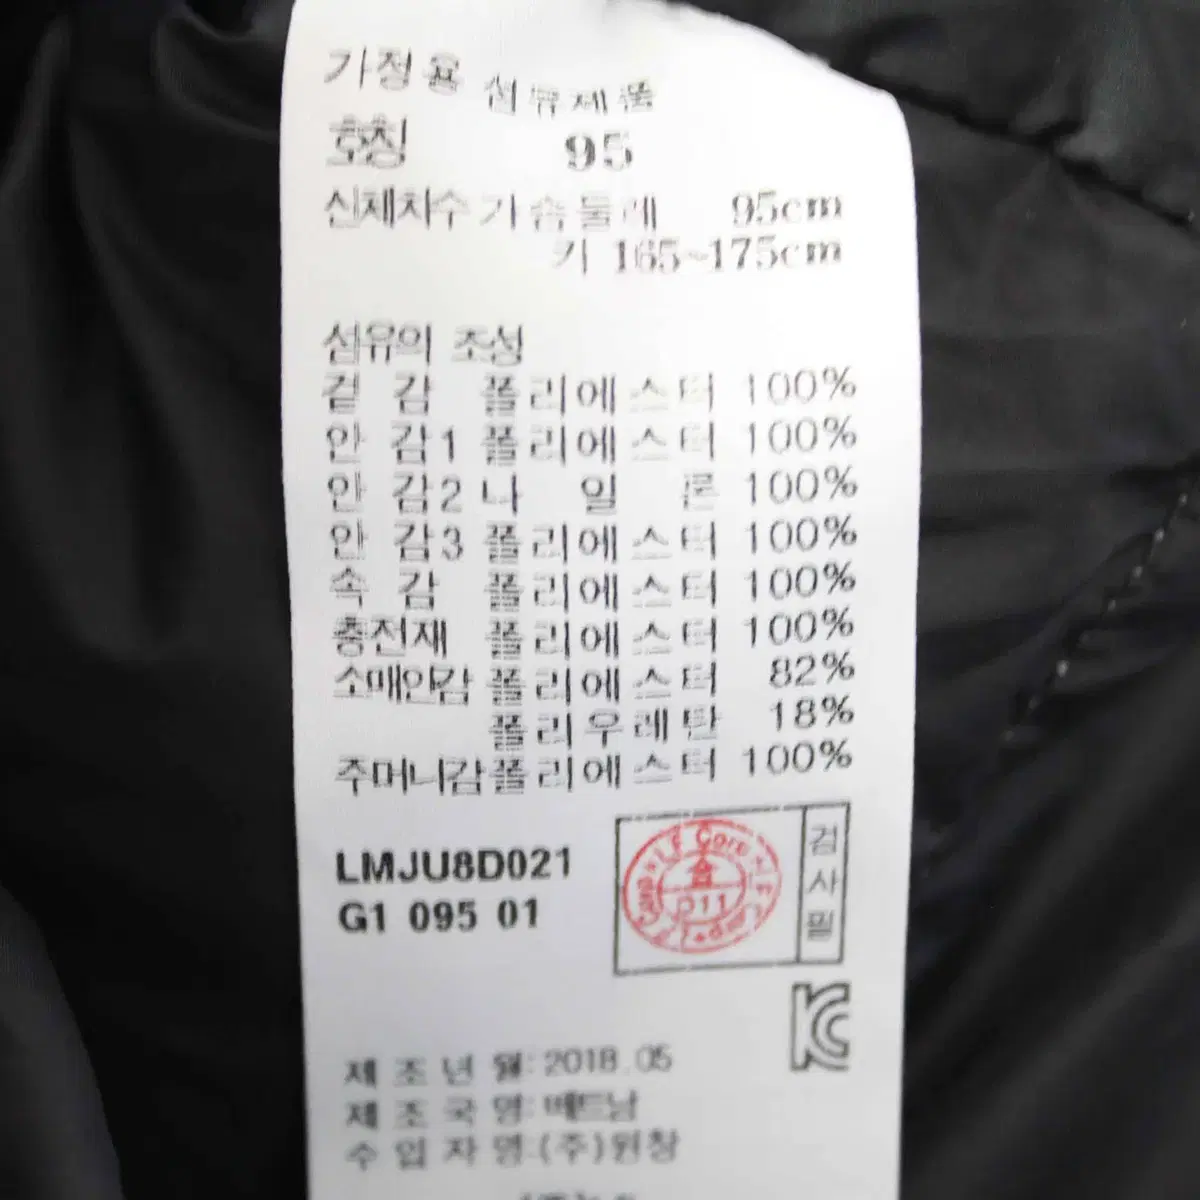 가정용 섬유제품
호칭 95
신체치수 가슴둘레 95cm
키 165~175cm
섬유의 조성
겉감 폴리에스터 100%
안감1 폴리에스터 100%
안감2 나일론 100%
안감3 폴리에스터 100%
속감 폴리에스터 100%
충전재 폴리에스터 100%
소매안감 폴리에스터 82%
폴리우레탄 18%
주머니감 폴리에스터 100%
LMJU8D021
G1 095 01
LF Corp
합
011
검사필
KC
제조년월:2018.05
제조국명:베트남
수입자명:(주)원창